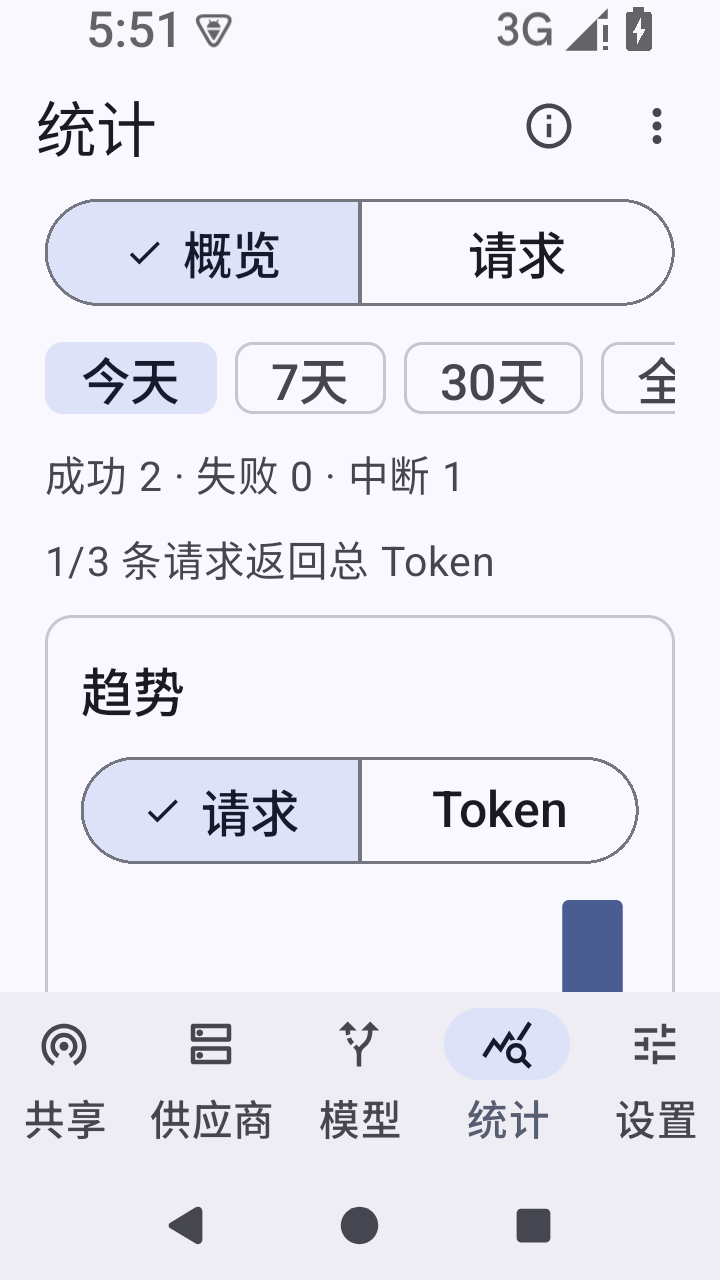 5:51 3G
统计
概览 请求
今天 7天 30天 全
成功 2 · 失败 0 · 中断 1
1/3 条请求返回总 Token
趋势
请求 Token
共享 供应商 模型 统计 设置